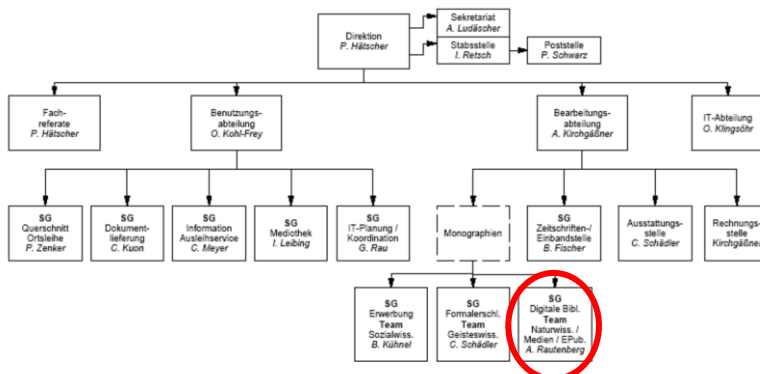 Direktion
P. Hätscher
Sekretariat
A. Ludäscher
Stabsstelle
I. Retsch
Poststelle
P. Schwarz
Fach-
referate
P. Hätscher
Benutzungs-
abteilung
O. Kohl-Frey
Bearbeitungs-
abteilung
A. Kirchgäßner
IT-Abteilung
O. Klingsöhr
SG
Querschnitt
Ortsleihe
P. Zenker
SG
Dokument-
lieferung
C. Kuon
SG
Information
Ausleihservice
C. Meyer
SG
Mediothek
I. Leibing
SG
IT-Planung /
Koordination
G. Rau
Monographien
SG
Zeitschriften-/
Einbandstelle
B. Fischer
Ausstattungs-
stelle
C. Schädler
Rechnungs-
stelle
Kirchgäßner
SG
Erwerbung
Team
Sozialwiss.
B. Kühnel
SG
Formalerschl.
Team
Geisteswiss.
C. Schädler
SG
Digitale Bibl.
Team
Naturwiss. /
Medien / EPub.
A. Rautenberg